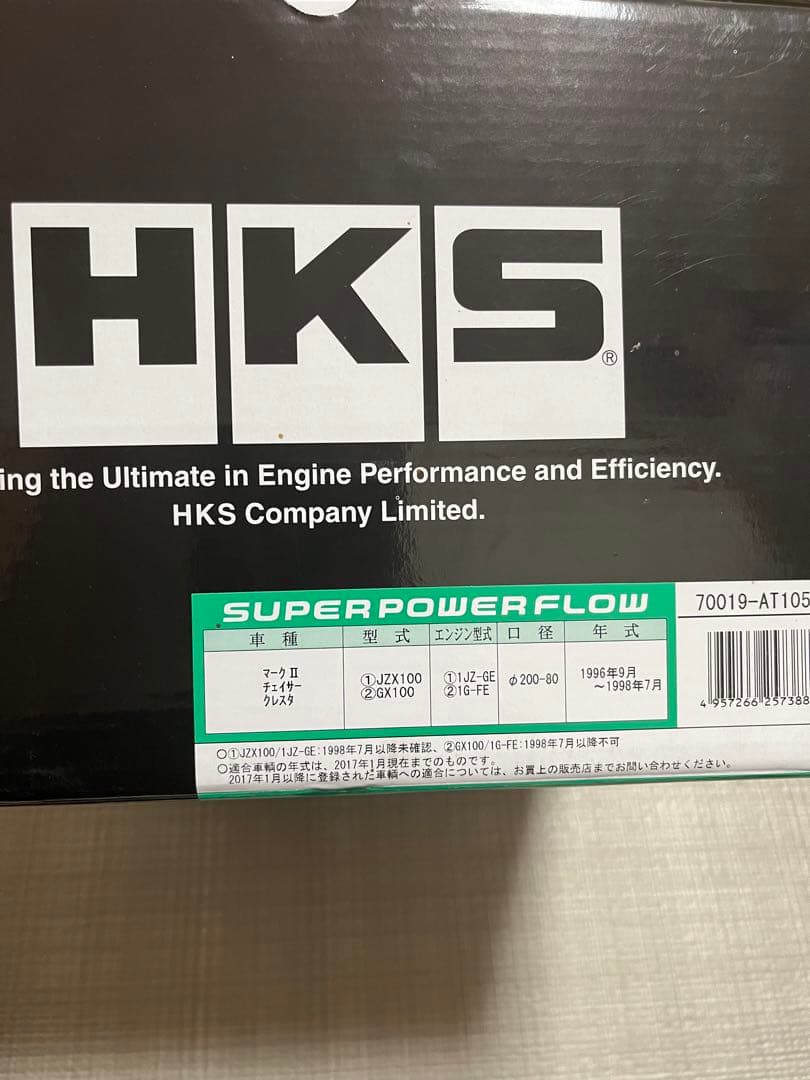 HKS®
ing the Ultimate in Engine Performance and Efficiency.
HKS Company Limited.
SUPER POWER FLOW
70019-AT105
車種 型式 エンジン型式 口径 年式
マークⅡ
チェイサー
クレスタ
①JZX100
②GX100
①1JZ-GE
②1G-FE
φ200-80
1996年9月
～1998年7月
4 957266 257388
○①JZX100/1JZ-GE:1998年7月以降未確認、②GX100/1G-FE:1998年7月以降不可
○適合車輌の年式は、2017年1月現在までのものです。
2017年1月以降に登録された車輌への適合については、お買上の販売店までお問い合わせください。